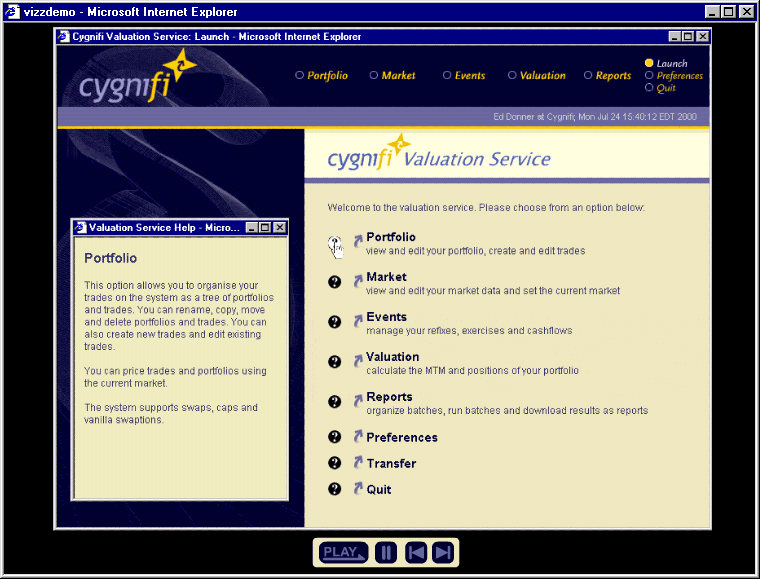 vizzdemo - Microsoft Internet Explorer
Cygnifi Valuation Service: Launch - Microsoft Internet Explorer
cygnifi
Portfolio
Market
Events
Valuation
Reports
Launch
Preferences
Quit
Ed Donner at Cygnifi; Mon Jul 24 15:40:12 EDT 2000
cygnifi Valuation Service
Welcome to the valuation service. Please choose from an option below:
Portfolio
view and edit your portfolio, create and edit trades
Market
view and edit your market data and set the current market
Events
manage your refixes, exercises and cashflows
Valuation
calculate the MTM and positions of your portfolio
Reports
organize batches, run batches and download results as reports
Preferences
Transfer
Quit
Valuation Service Help - Micro...
Portfolio
This option allows you to organise your
trades on the system as a tree of portfolios
and trades. You can rename, copy, move
and delete portfolios and trades. You can
also create new trades and edit existing
trades.
You can price trades and portfolios using
the current market.
The system supports swaps, caps and
vanilla swaptions.
PLAY